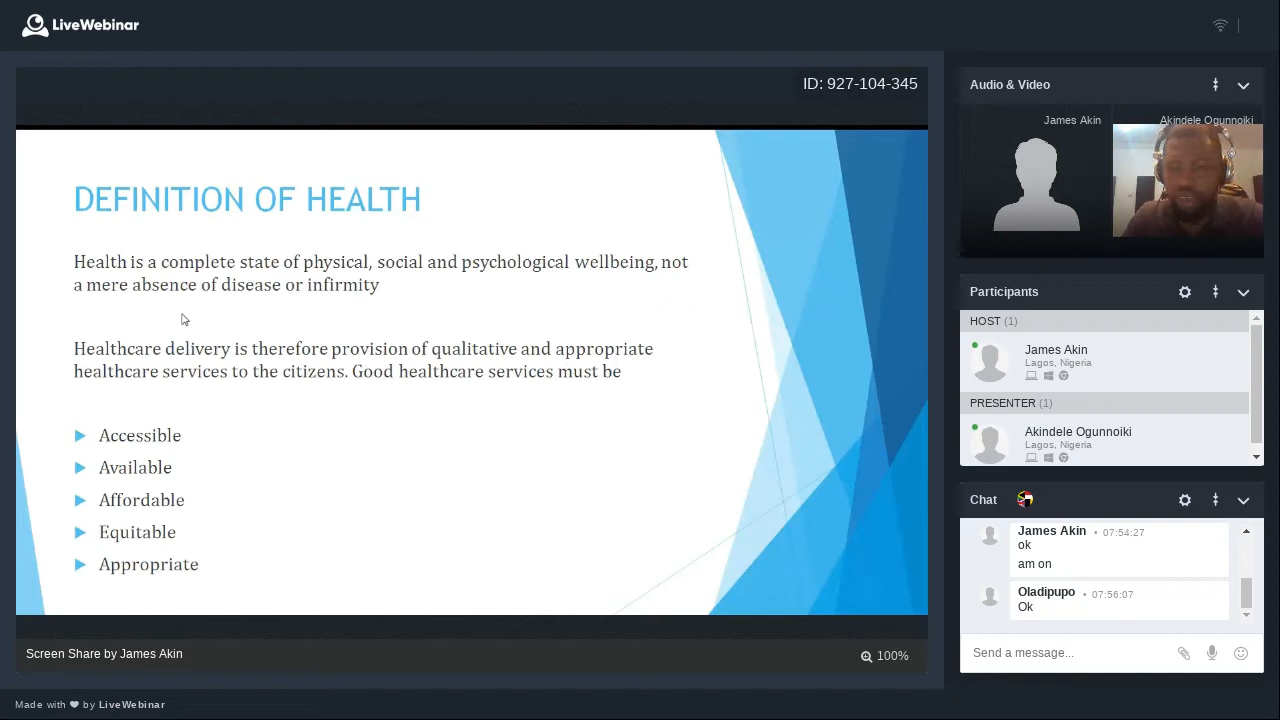 LiveWebinar
ID: 927-104-345
DEFINITION OF HEALTH
Health is a complete state of physical, social and psychological wellbeing, not
a mere absence of disease or infirmity
Healthcare delivery is therefore provision of qualitative and appropriate
healthcare services to the citizens. Good healthcare services must be
Accessible
Available
Affordable
Equitable
Appropriate
Screen Share by James Akin
100%
Made with ❤ by LiveWebinar
Audio & Video
James Akin
Akindele Ogunnoiki
Participants
HOST (1)
James Akin
Lagos, Nigeria
PRESENTER (1)
Akindele Ogunnoiki
Lagos, Nigeria
Chat
James Akin • 07:54:27
ok
am on
Oladipupo • 07:56:07
Ok
Send a message...